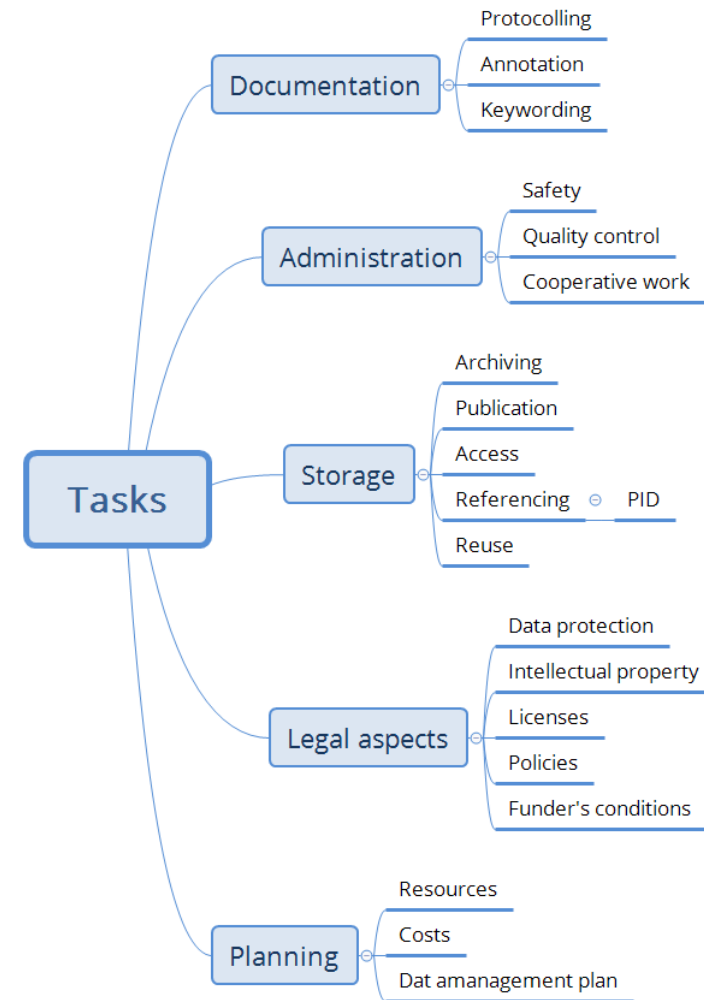 Tasks
Documentation
Protocolling
Annotation
Keywording
Administration
Safety
Quality control
Cooperative work
Storage
Archiving
Publication
Access
Referencing
PID
Reuse
Legal aspects
Data protection
Intellectual property
Licenses
Policies
Funder's conditions
Planning
Resources
Costs
Dat amanagement plan